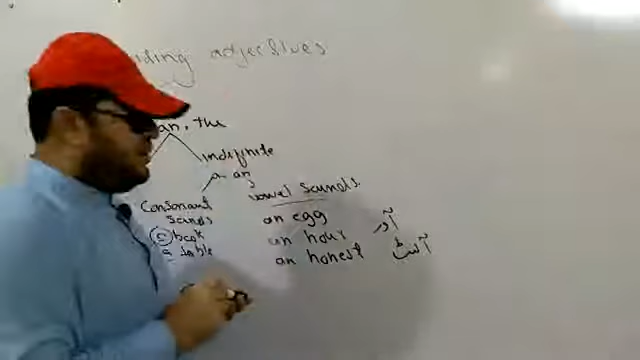 iding adjectives
an, the
indefinite
a an
Consonant sounds
vowel sounds.
a book
a table
an egg
an hour آور
an honest آنسٹ